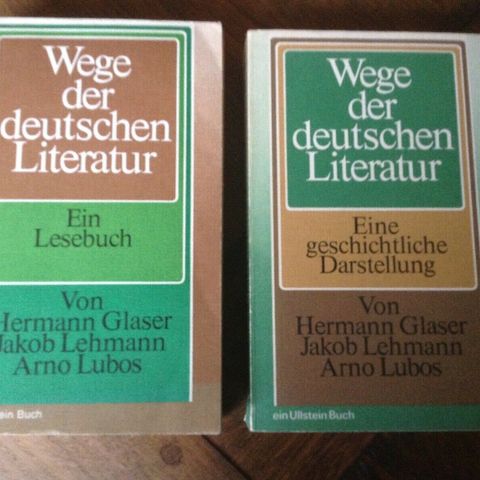 Wege
der
deutschen
Literatur
Ein
Lesebuch
Von
Hermann Glaser
Jakob Lehmann
Arno Lubos
ein Buch
Wege
der
deutschen
Literatur
Eine
geschichtliche
Darstellung
Von
Hermann Glaser
Jakob Lehmann
Arno Lubos
ein Ullstein Buch